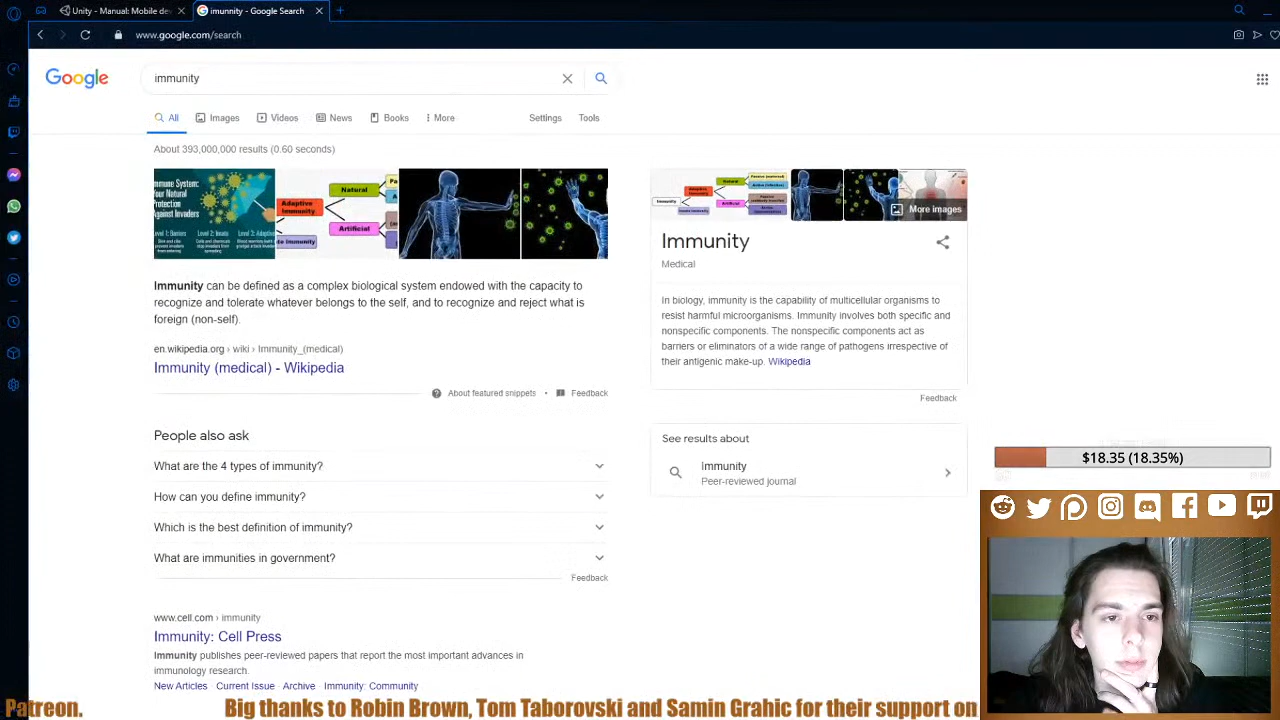 Unity - Manual: Mobile de
imunnity - Google Search
www.google.com/search
Google
immunity
All
Images
Videos
News
Books
More
Settings
Tools
About 393,000,000 results (0.60 seconds)
Immune System:
Your Natural
Protection
Against Invaders
Adaptive
Immunity
Natural
Artificial
More images
Immunity
Medical
Immunity can be defined as a complex biological system endowed with the capacity to
recognize and tolerate whatever belongs to the self, and to recognize and reject what is
foreign (non-self).
en.wikipedia.org › wiki › Immunity_(medical)
Immunity (medical) - Wikipedia
About featured snippets • Feedback
In biology, immunity is the capability of multicellular organisms to
resist harmful microorganisms. Immunity involves both specific and
nonspecific components. The nonspecific components act as
barriers or eliminators of a wide range of pathogens irrespective of
their antigenic make-up. Wikipedia
Feedback
People also ask
What are the 4 types of immunity?
How can you define immunity?
Which is the best definition of immunity?
What are immunities in government?
Feedback
See results about
Immunity
Peer-reviewed journal
$18.35 (18.35%)
www.cell.com › immunity
Immunity: Cell Press
Immunity publishes peer-reviewed papers that report the most important advances in
immunology research.
New Articles Current Issue Archive Immunity: Community
Patreon. Big thanks to Robin Brown, Tom Taborovski and Samin Grahic for their support on